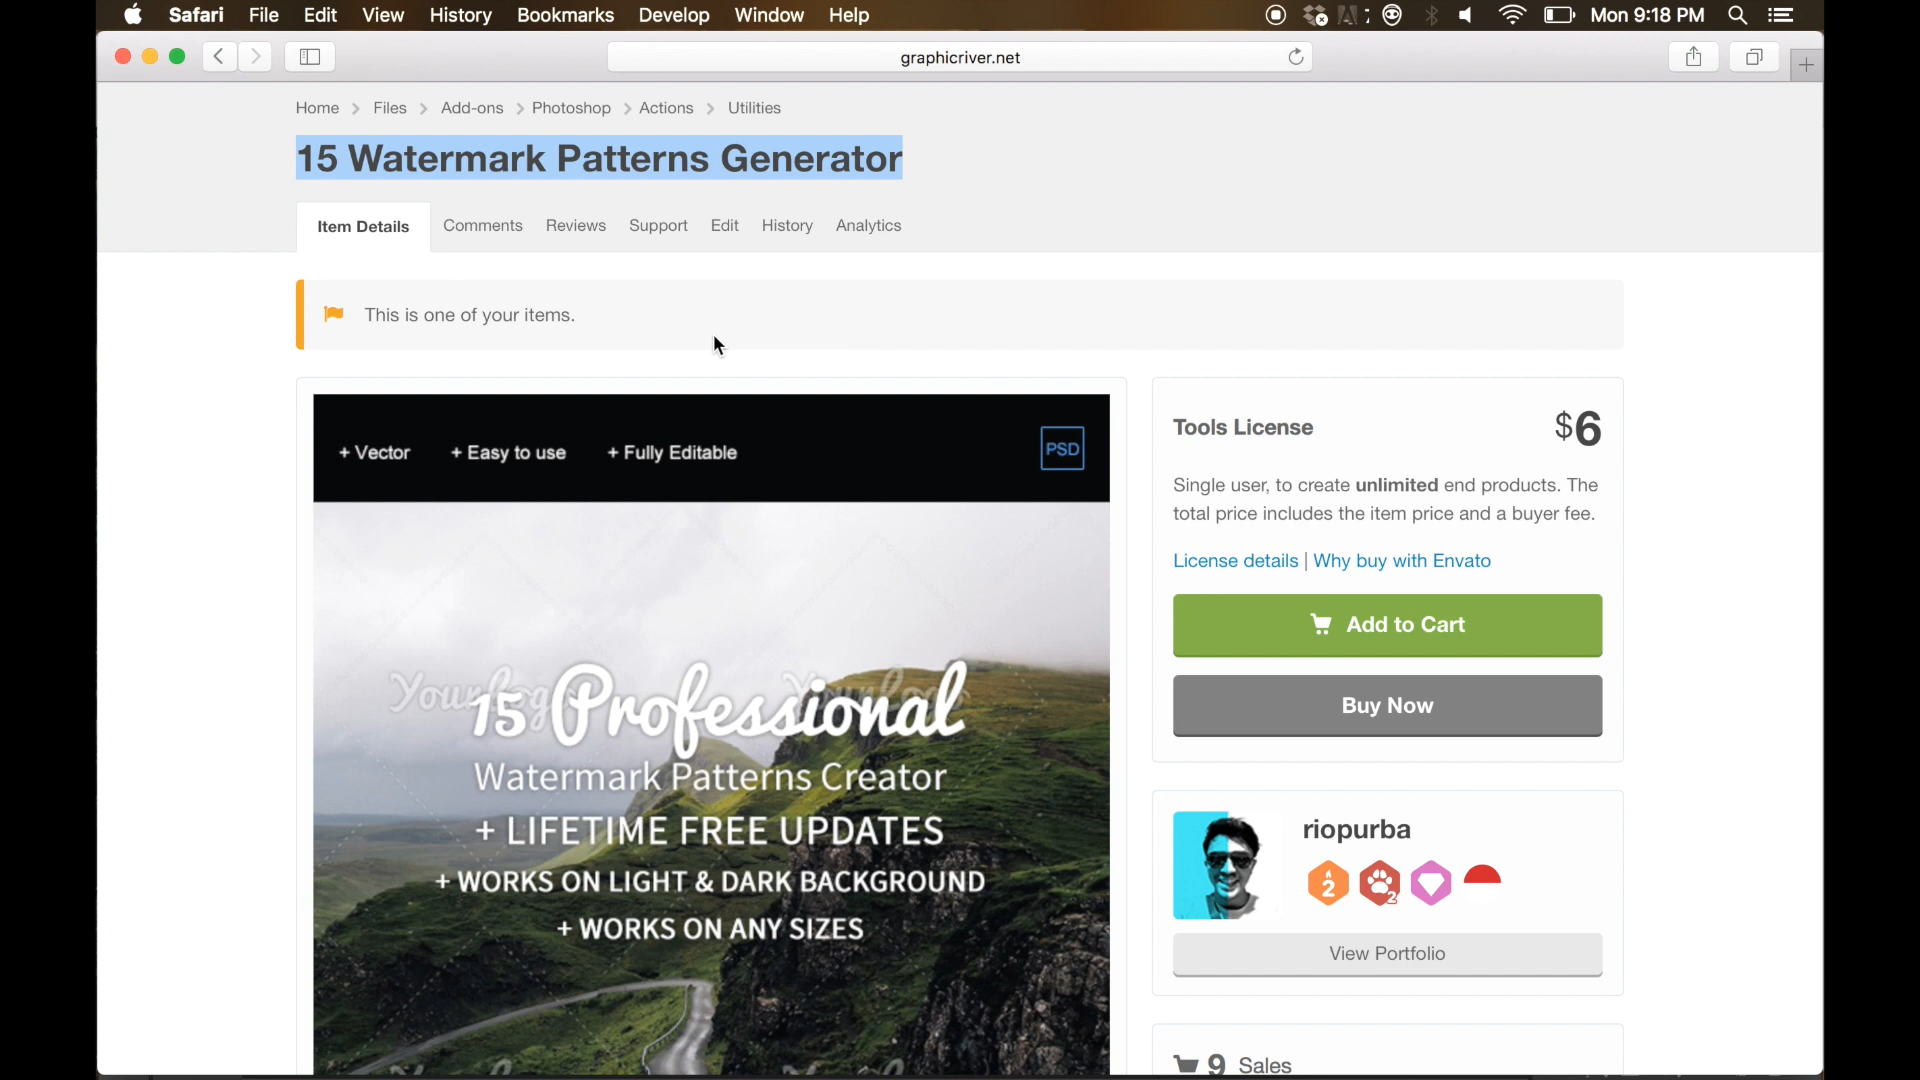 Safari File Edit View History Bookmarks Develop Window Help
Mon 9:18 PM
graphicriver.net
Home Files Add-ons Photoshop Actions Utilities
15 Watermark Patterns Generator
Item Details Comments Reviews Support Edit History Analytics
This is one of your items.
+ Vector + Easy to use + Fully Editable
PSD
15 Professional
Watermark Patterns Creator
+ LIFETIME FREE UPDATES
+ WORKS ON LIGHT & DARK BACKGROUND
+ WORKS ON ANY SIZES
Tools License
$6
Single user, to create unlimited end products. The
total price includes the item price and a buyer fee.
License details | Why buy with Envato
Add to Cart
Buy Now
riopurba
2
2
View Portfolio
9 Sales